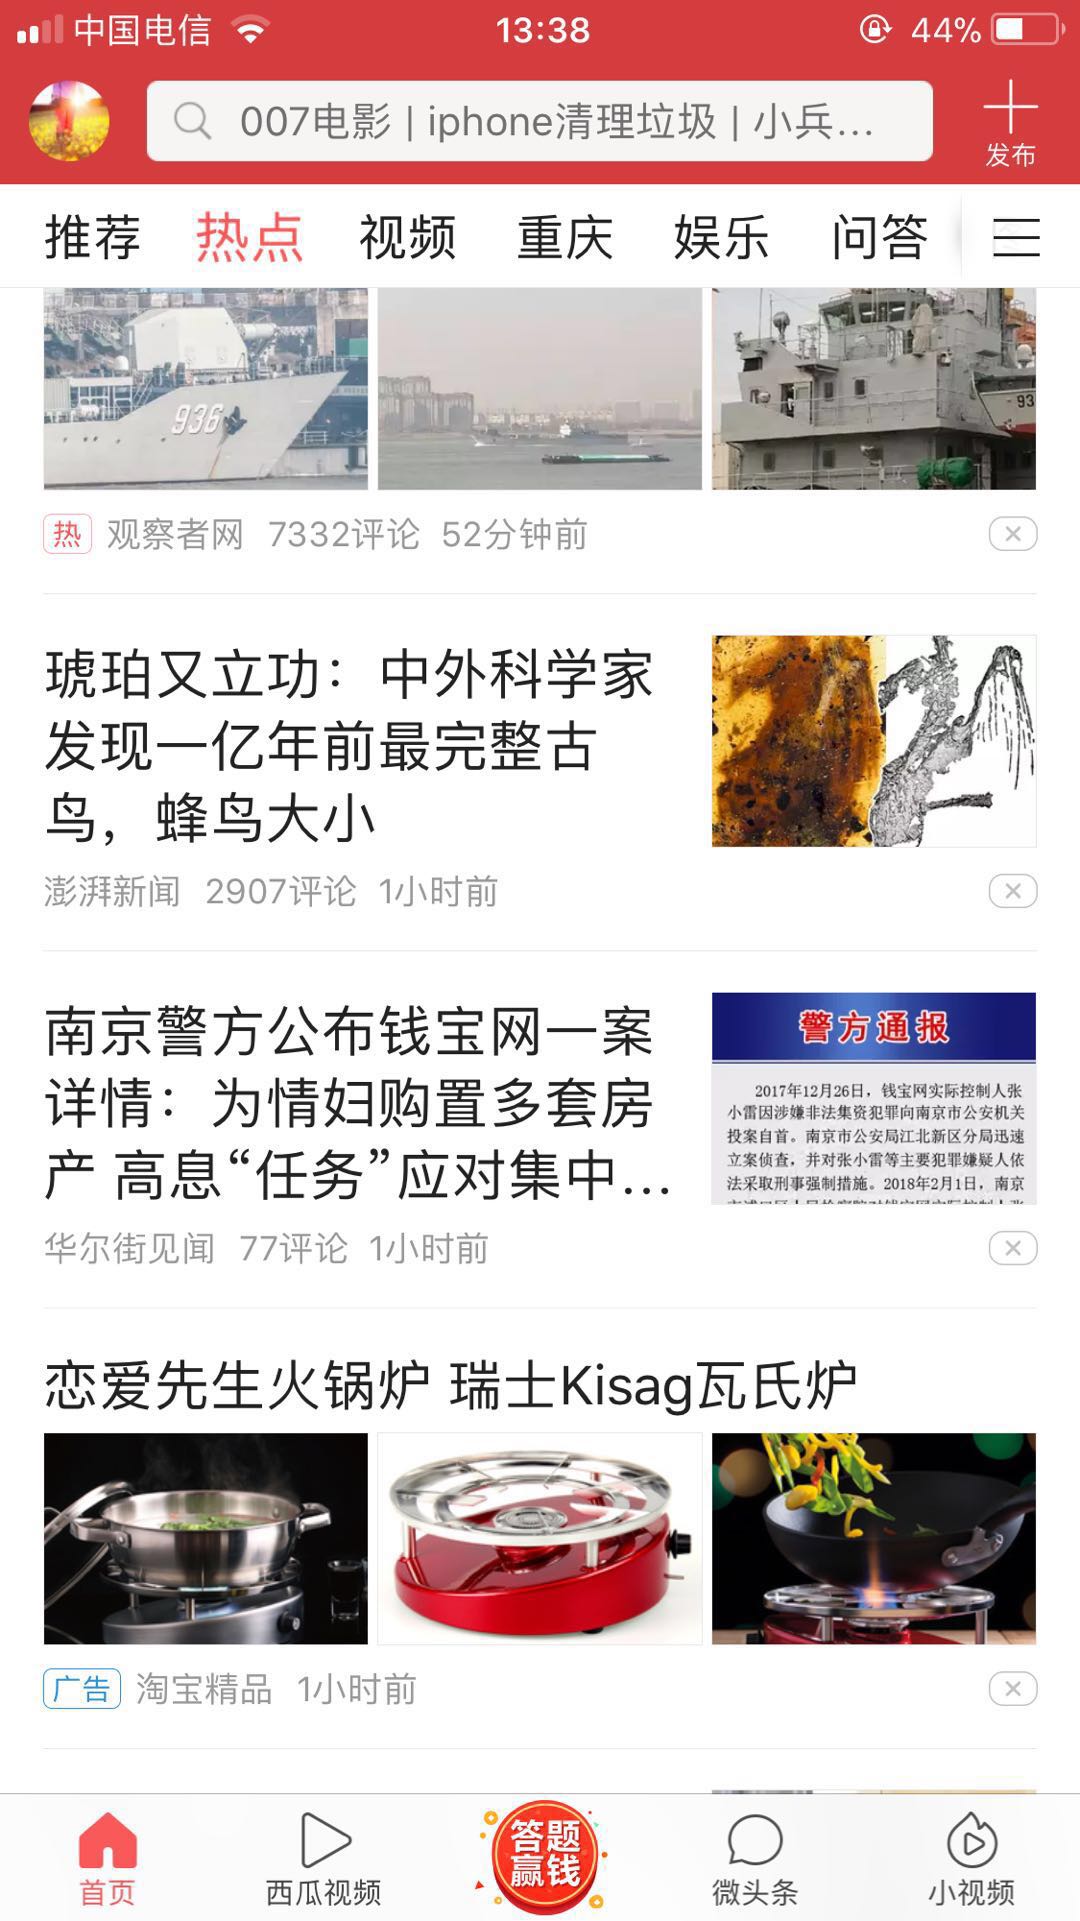 中国电信 13:38 44%
007电影 | iphone清理垃圾 | 小兵...
发布
推荐 热点 视频 重庆 娱乐 问答
936
93
热 观察者网 7332评论 52分钟前
琥珀又立功：中外科学家
发现一亿年前最完整古
鸟，蜂鸟大小
澎湃新闻 2907评论 1小时前
南京警方公布钱宝网一案
详情：为情妇购置多套房
产 高息“任务”应对集中...
警方通报
2017年12月26日，钱宝网实际控制人张
小雷因涉嫌非法集资犯罪向南京市公安机关
投案自首。南京市公安局江北新区分局迅速
立案侦查，并对张小雷等主要犯罪嫌疑人依
法采取刑事强制措施。2018年2月1日，南京
华尔街见闻 77评论 1小时前
恋爱先生火锅炉 瑞士Kisag瓦氏炉
广告 淘宝精品 1小时前
答题
赢钱
首页 西瓜视频 微头条 小视频